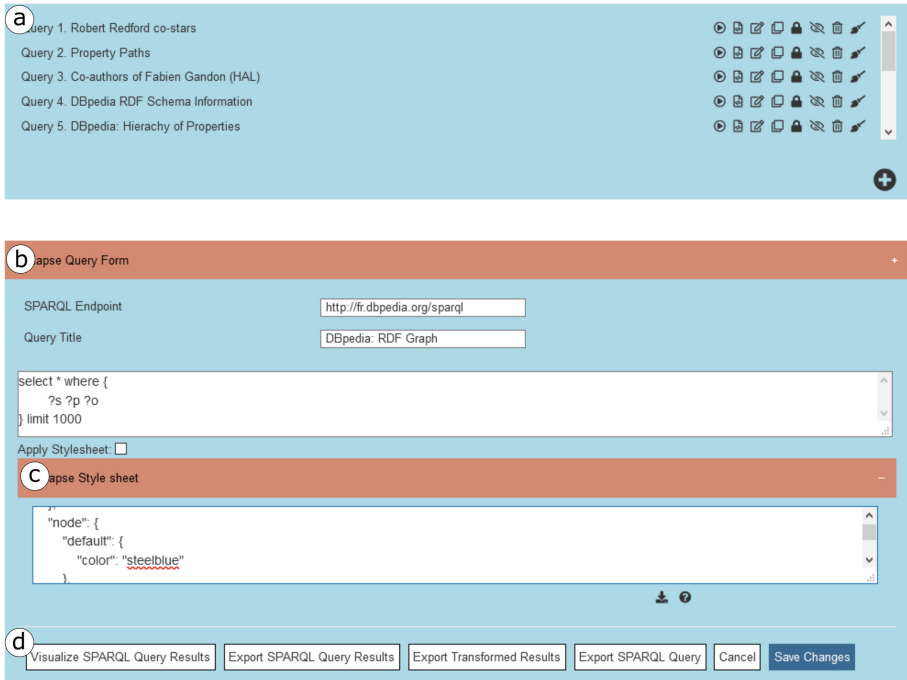 a
uery 1. Robert Redford co-stars
Query 2. Property Paths
Query 3. Co-authors of Fabien Gandon (HAL)
Query 4. DBpedia RDF Schema Information
Query 5. DBpedia: Hierachy of Properties
b
apse Query Form +
SPARQL Endpoint http://fr.dbpedia.org/sparql
Query Title DBpedia: RDF Graph
select * where {
?s ?p ?o
} limit 1000
Apply Stylesheet:
c
apse Style sheet −
},
"node": {
"default": {
"color": "steelblue"
},
d
Visualize SPARQL Query Results Export SPARQL Query Results Export Transformed Results Export SPARQL Query Cancel Save Changes